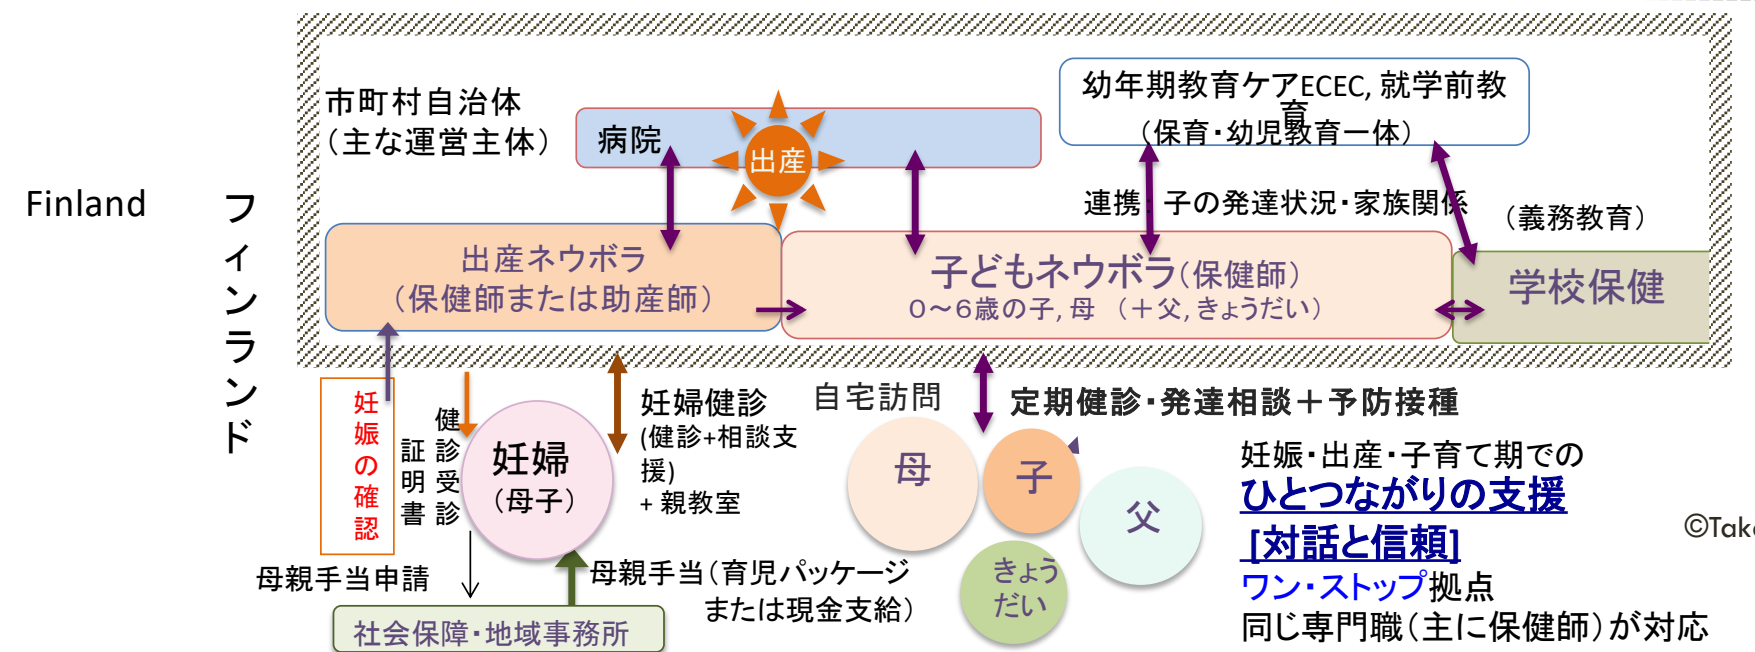 Finland
フィンランド
市町村自治体
（主な運営主体）
病院
出産
幼年期教育ケアECEC, 就学前教
育
（保育・幼児教育一体）
連携：子の発達状況・家族関係
（義務教育）
出産ネウボラ
（保健師または助産師）
子どもネウボラ（保健師）
０～６歳の子, 母 （＋父, きょうだい）
学校保健
妊娠の確認
健診受診
証明書
妊婦
（母子）
妊婦健診
(健診+相談支
援)
+ 親教室
自宅訪問
定期健診・発達相談＋予防接種
母
子
父
きょう
だい
妊娠・出産・子育て期での
ひとつながりの支援
[対話と信頼]
ワン・ストップ拠点
同じ専門職（主に保健師）が対応
母親手当申請
母親手当（育児パッケージ
または現金支給）
社会保障・地域事務所